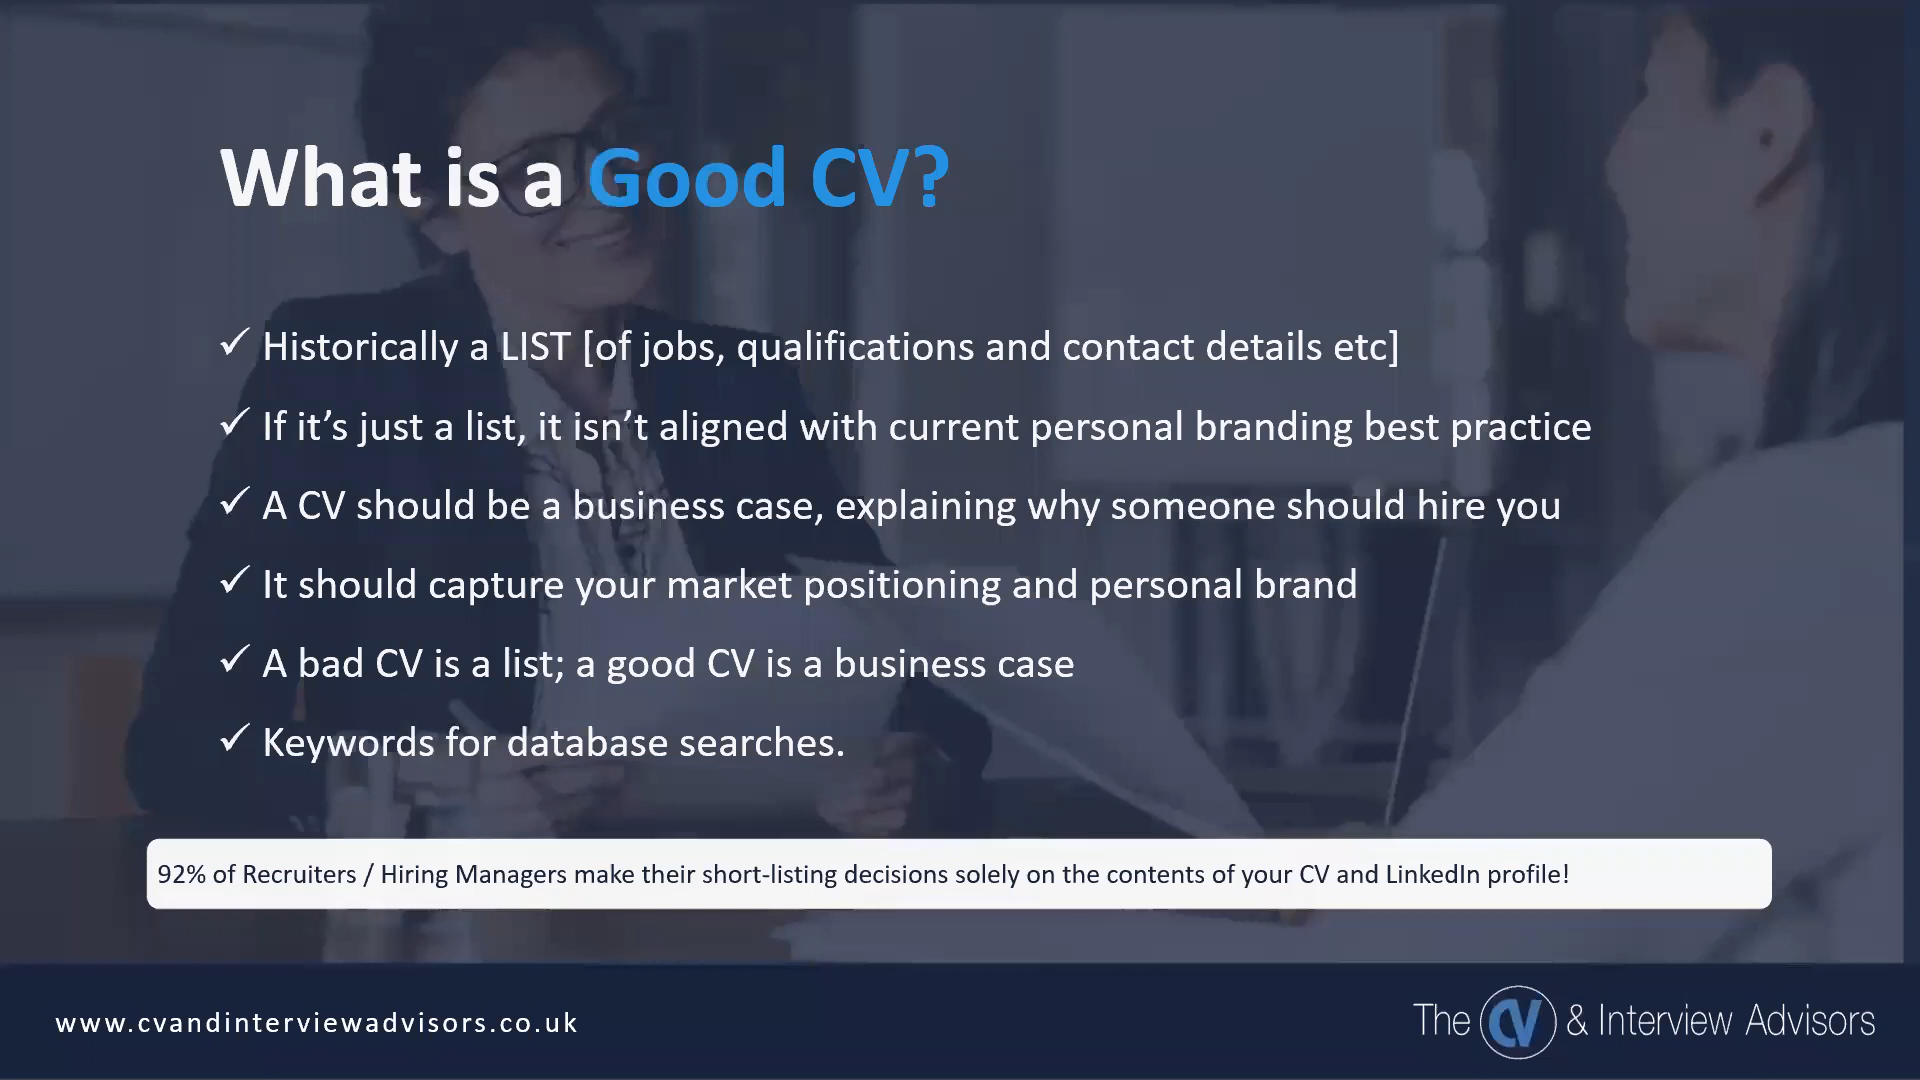 What is a Good CV?
✓ Historically a LIST [of jobs, qualifications and contact details etc]
✓ If it’s just a list, it isn’t aligned with current personal branding best practice
✓ A CV should be a business case, explaining why someone should hire you
✓ It should capture your market positioning and personal brand
✓ A bad CV is a list; a good CV is a business case
✓ Keywords for database searches.
92% of Recruiters / Hiring Managers make their short-listing decisions solely on the contents of your CV and LinkedIn profile!
www.cvandinterviewadvisors.co.uk
The CV & Interview Advisors